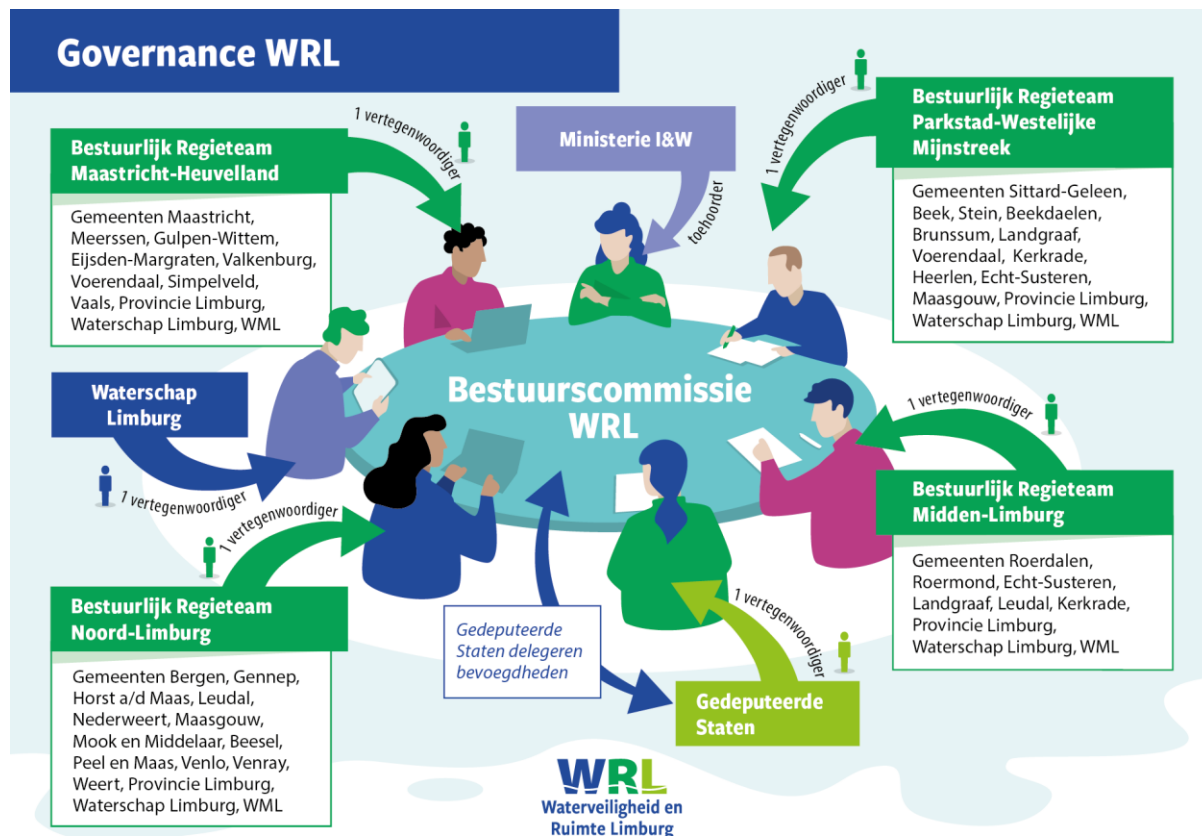 Governance WRL
1 vertegenwoordiger
Bestuurlijk Regieteam
Maastricht-Heuvelland
Gemeenten Maastricht,
Meerssen, Gulpen-Wittem,
Eijsden-Margraten, Valkenburg,
Voerendaal, Simpelveld,
Vaals, Provincie Limburg,
Waterschap Limburg, WML
Ministerie I&W
toehoorder
1 vertegenwoordiger
Bestuurlijk Regieteam
Parkstad-Westelijke
Mijnstreek
Gemeenten Sittard-Geleen,
Beek, Stein, Beekdaelen,
Brunssum, Landgraaf,
Voerendaal, Kerkrade,
Heerlen, Echt-Susteren,
Maasgouw, Provincie Limburg,
Waterschap Limburg, WML
Bestuurscommissie
WRL
Waterschap
Limburg
1 vertegenwoordiger
1 vertegenwoordiger
Bestuurlijk Regieteam
Midden-Limburg
Gemeenten Roerdalen,
Roermond, Echt-Susteren,
Landgraaf, Leudal, Kerkrade,
Provincie Limburg,
Waterschap Limburg, WML
1 vertegenwoordiger
Bestuurlijk Regieteam
Noord-Limburg
Gemeenten Bergen, Gennep,
Horst a/d Maas, Leudal,
Nederweert, Maasgouw,
Mook en Middelaar, Beesel,
Peel en Maas, Venlo, Venray,
Weert, Provincie Limburg,
Waterschap Limburg, WML
Gedeputeerde
Staten delegeren
bevoegdheden
1 vertegenwoordiger
Gedeputeerde
Staten
WRL
Waterveiligheid en
Ruimte Limburg